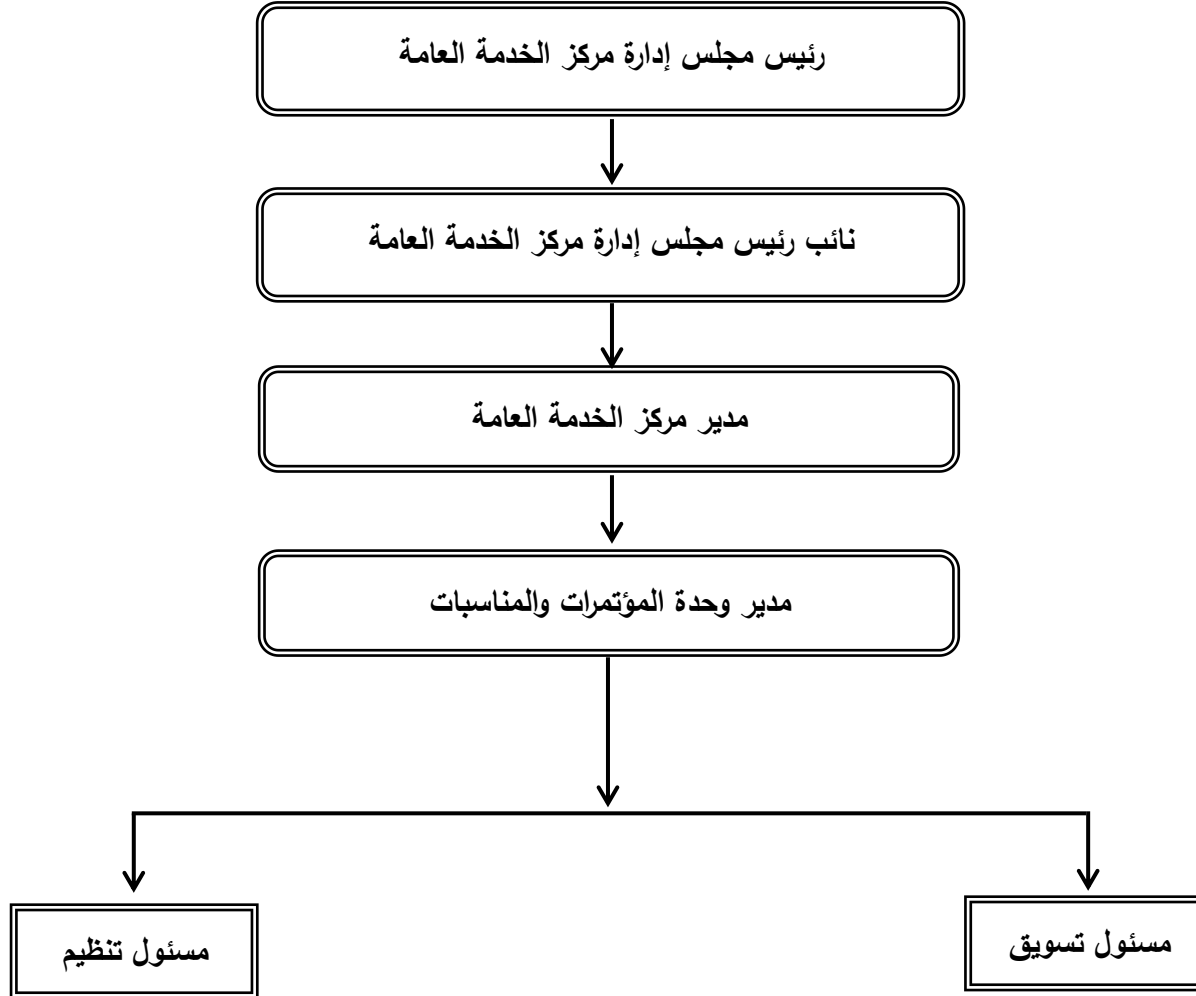 رئيس مجلس إدارة مركز الخدمة العامة
نائب رئيس مجلس إدارة مركز الخدمة العامة
مدير مركز الخدمة العامة
مدير وحدة المؤتمرات والمناسبات
مسئول تسويق
مسئول تنظيم